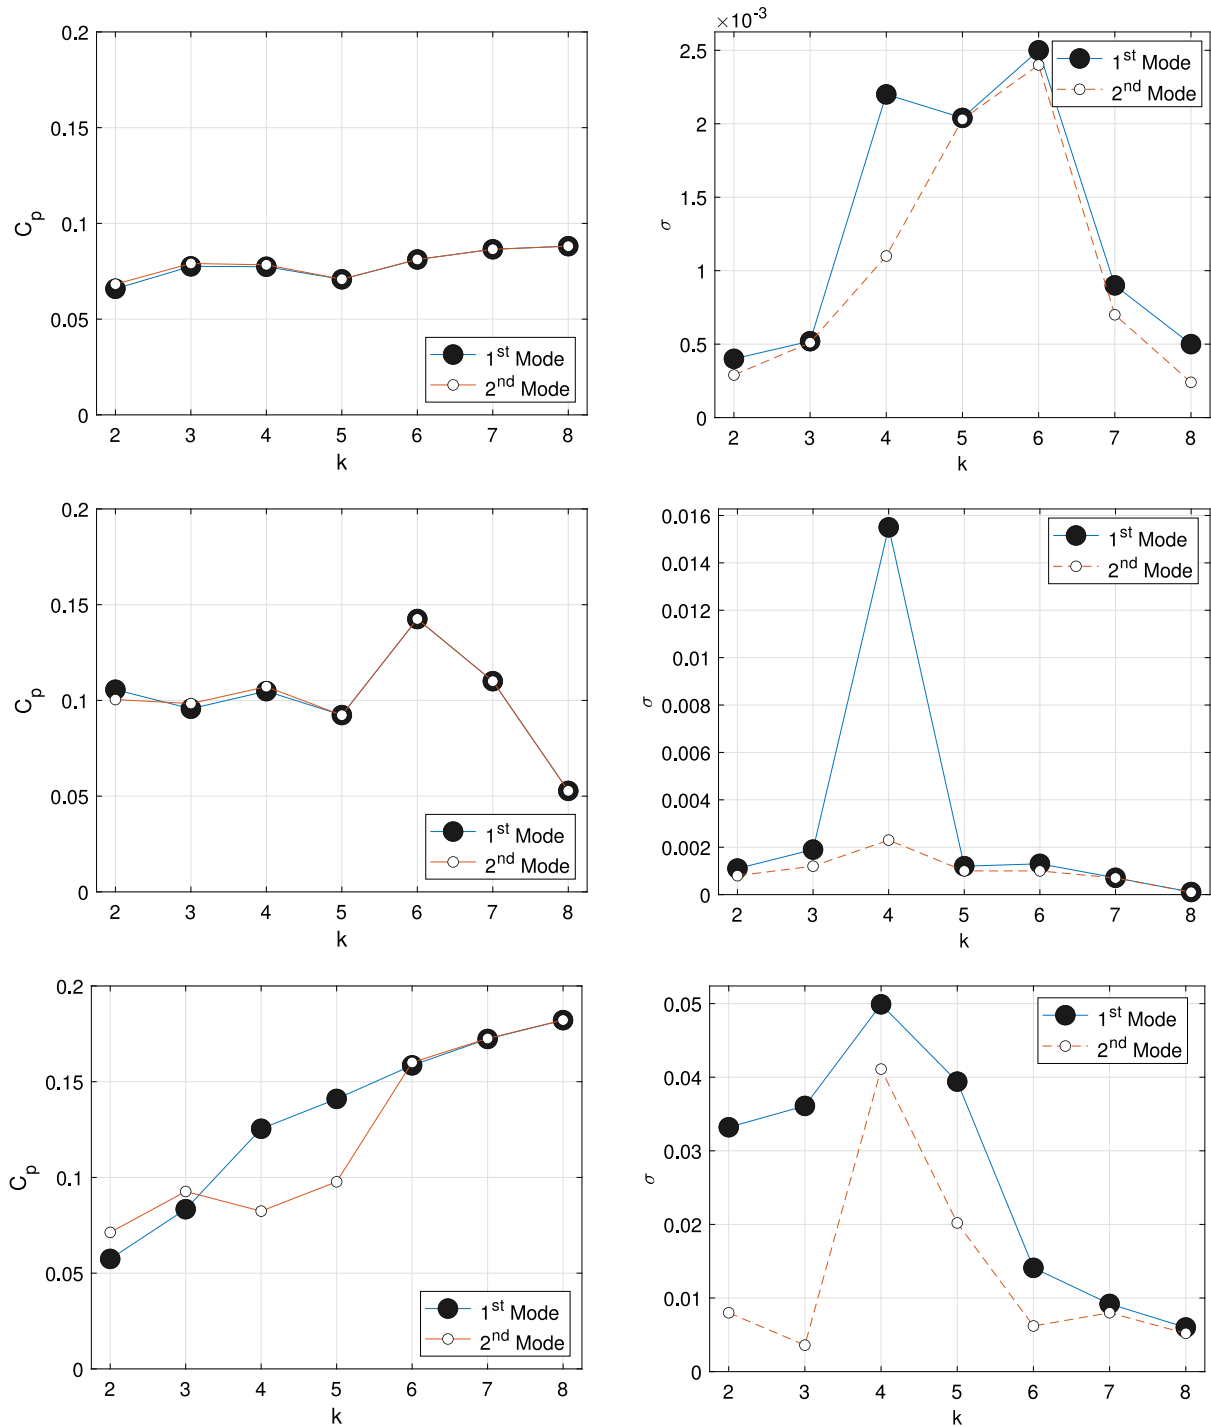 0.2
0.15
0.1
0.05
0
C_p
2 3 4 5 6 7 8
k
1st Mode
2nd Mode
×10^-3
2.5
2
1.5
1
0.5
0
σ
2 3 4 5 6 7 8
k
1st Mode
2nd Mode
0.2
0.15
0.1
0.05
0
C_p
2 3 4 5 6 7 8
k
1st Mode
2nd Mode
0.016
0.014
0.012
0.01
0.008
0.006
0.004
0.002
0
σ
2 3 4 5 6 7 8
k
1st Mode
2nd Mode
0.2
0.15
0.1
0.05
0
C_p
2 3 4 5 6 7 8
k
1st Mode
2nd Mode
0.05
0.04
0.03
0.02
0.01
0
σ
2 3 4 5 6 7 8
k
1st Mode
2nd Mode